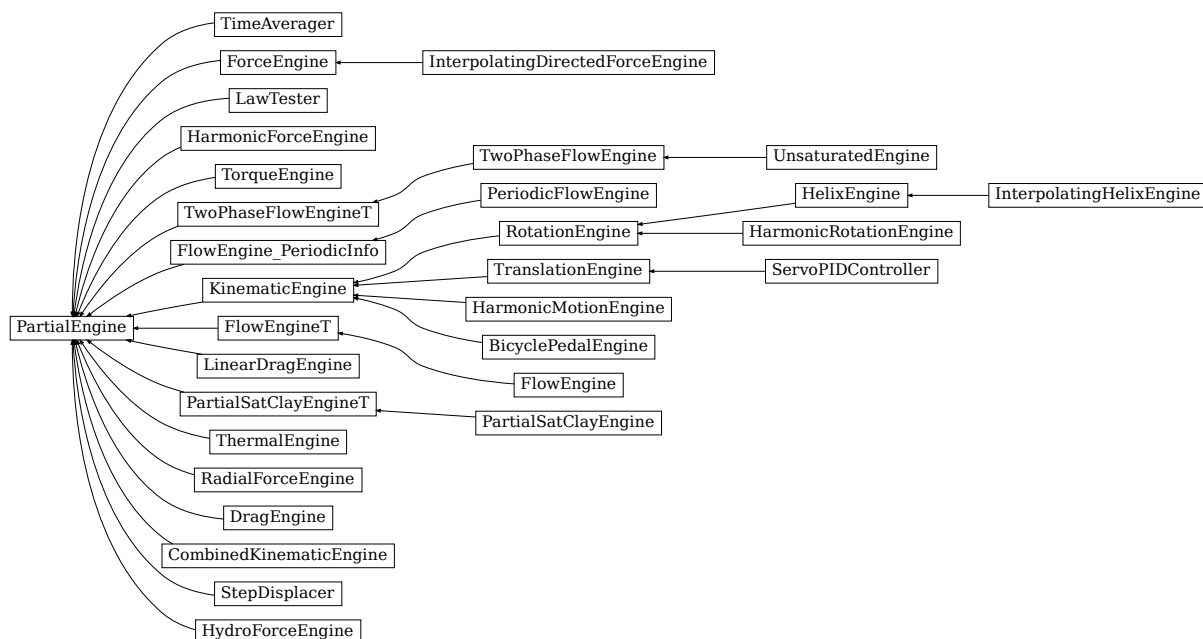 TimeAverager
ForceEngine
InterpolatingDirectedForceEngine
LawTester
HarmonicForceEngine
TwoPhaseFlowEngine
UnsaturatedEngine
TorqueEngine
PeriodicFlowEngine
HelixEngine
InterpolatingHelixEngine
TwoPhaseFlowEngineT
RotationEngine
HarmonicRotationEngine
FlowEngine_PeriodicInfo
TranslationEngine
ServoPIDController
KinematicEngine
HarmonicMotionEngine
PartialEngine
FlowEngineT
BicyclePedalEngine
LinearDragEngine
FlowEngine
PartialSatClayEngineT
PartialSatClayEngine
ThermalEngine
RadialForceEngine
DragEngine
CombinedKinematicEngine
StepDisplacer
HydroForceEngine